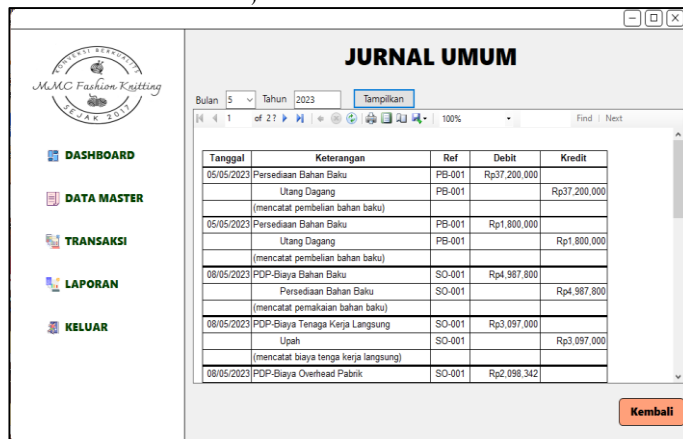 KONVEKSI BERKUALITAS
M.M.C Fashion Knitting
SEJAK 2017
DASHBOARD
DATA MASTER
TRANSAKSI
LAPORAN
KELUAR
JURNAL UMUM
Bulan 5 Tahun 2023 Tampilkan
1 of 2? 100% Find | Next
Tanggal Keterangan Ref Debit Kredit
05/05/2023 Persediaan Bahan Baku PB-001 Rp37,200,000
Utang Dagang PB-001 Rp37,200,000
(mencatat pembelian bahan baku)
05/05/2023 Persediaan Bahan Baku PB-001 Rp1,800,000
Utang Dagang PB-001 Rp1,800,000
(mencatat pembelian bahan baku)
08/05/2023 PDP-Biaya Bahan Baku SO-001 Rp4,987,800
Persediaan Bahan Baku SO-001 Rp4,987,800
(mencatat pemakaian bahan baku)
08/05/2023 PDP-Biaya Tenaga Kerja Langsung SO-001 Rp3,097,000
Upah SO-001 Rp3,097,000
(mencatat biaya tenga kerja langsung)
08/05/2023 PDP-Biaya Overhead Pabrik SO-001 Rp2,098,342
Kembali